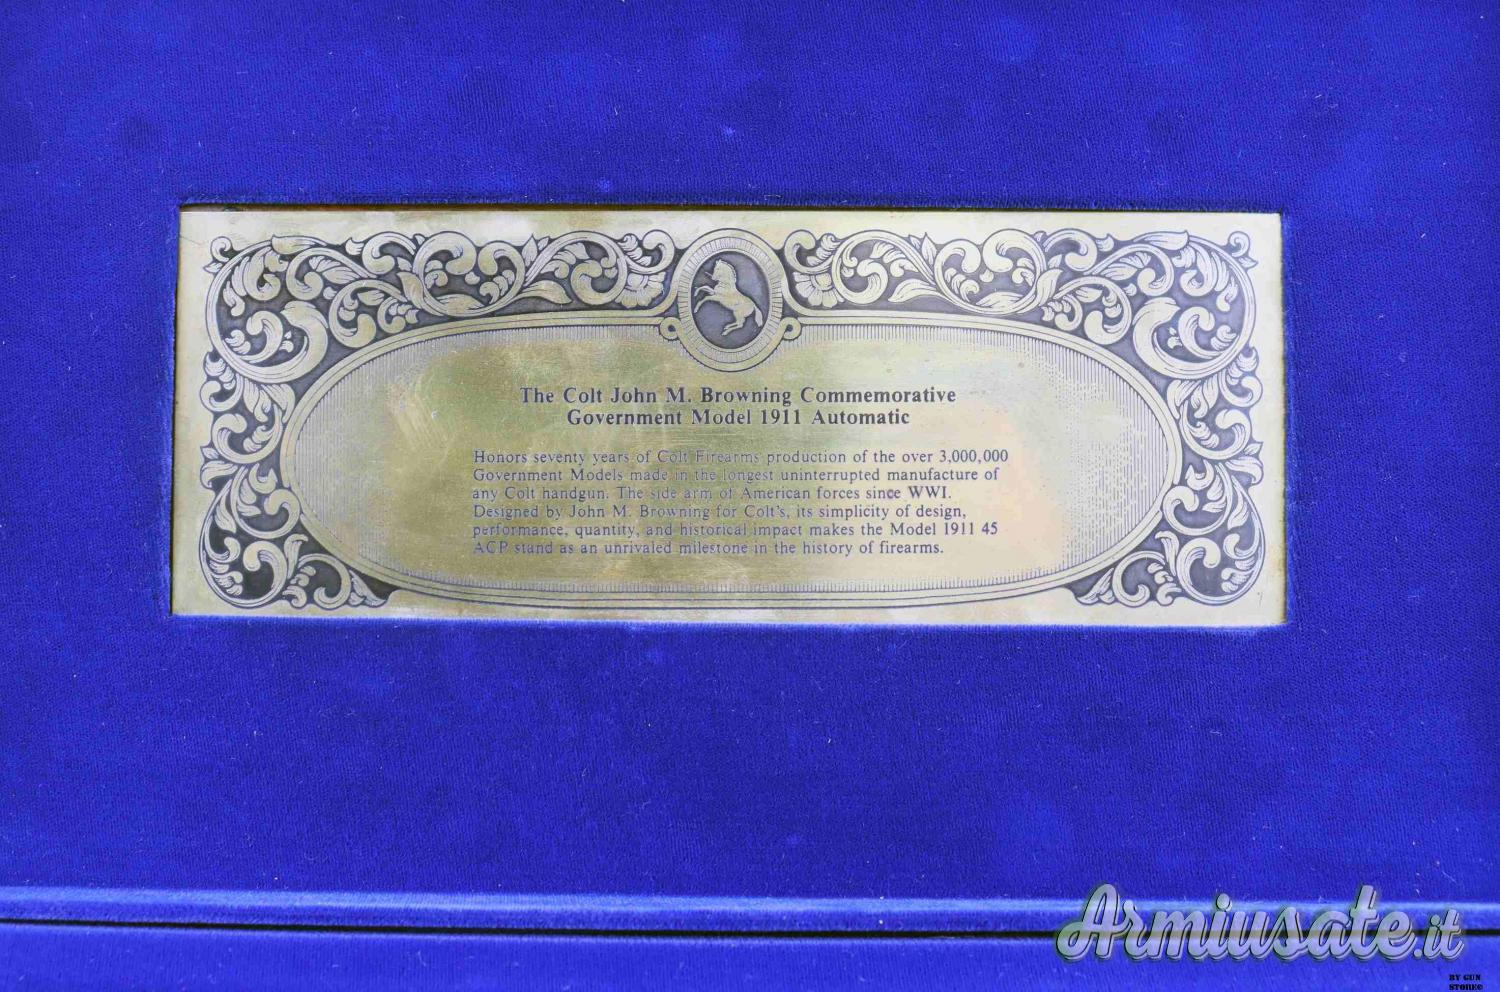 The Colt John M. Browning Commemorative
Government Model 1911 Automatic
Honors seventy years of Colt Firearms production of the over 3,000,000
Government Models made in the longest uninterrupted manufacture of
any Colt handgun. The side arm of American forces since WWI.
Designed by John M. Browning for Colt's, its simplicity of design,
performance, quantity, and historical impact makes the Model 1911 45
ACP stand as an unrivaled milestone in the history of firearms.
Armiusate.it
BY GUN
STORE©